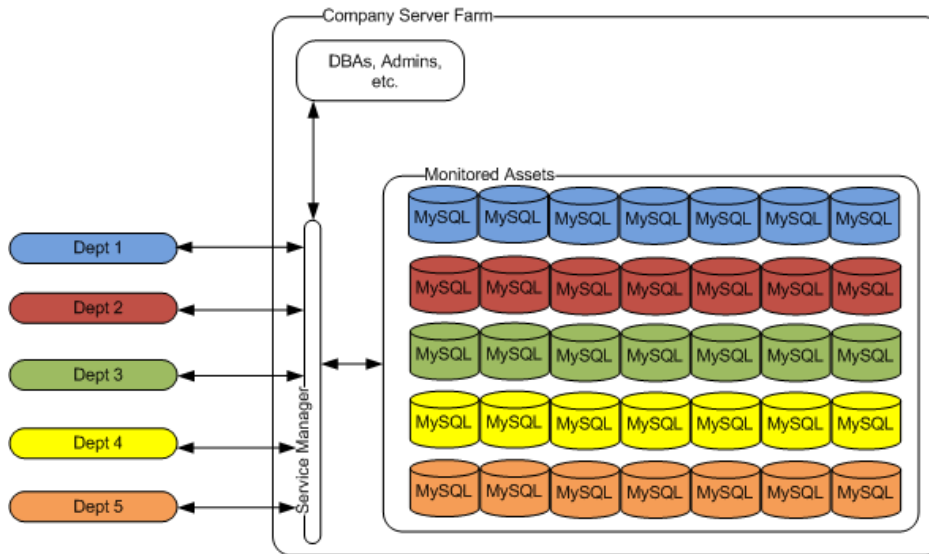 Company Server Farm
DBAs, Admins,
etc.
Monitored Assets
MySQL MySQL MySQL MySQL MySQL MySQL MySQL
Dept 1
MySQL MySQL MySQL MySQL MySQL MySQL MySQL
Dept 2
MySQL MySQL MySQL MySQL MySQL MySQL MySQL
Dept 3
MySQL MySQL MySQL MySQL MySQL MySQL MySQL
Dept 4
MySQL MySQL MySQL MySQL MySQL MySQL MySQL
Dept 5
Service Manager